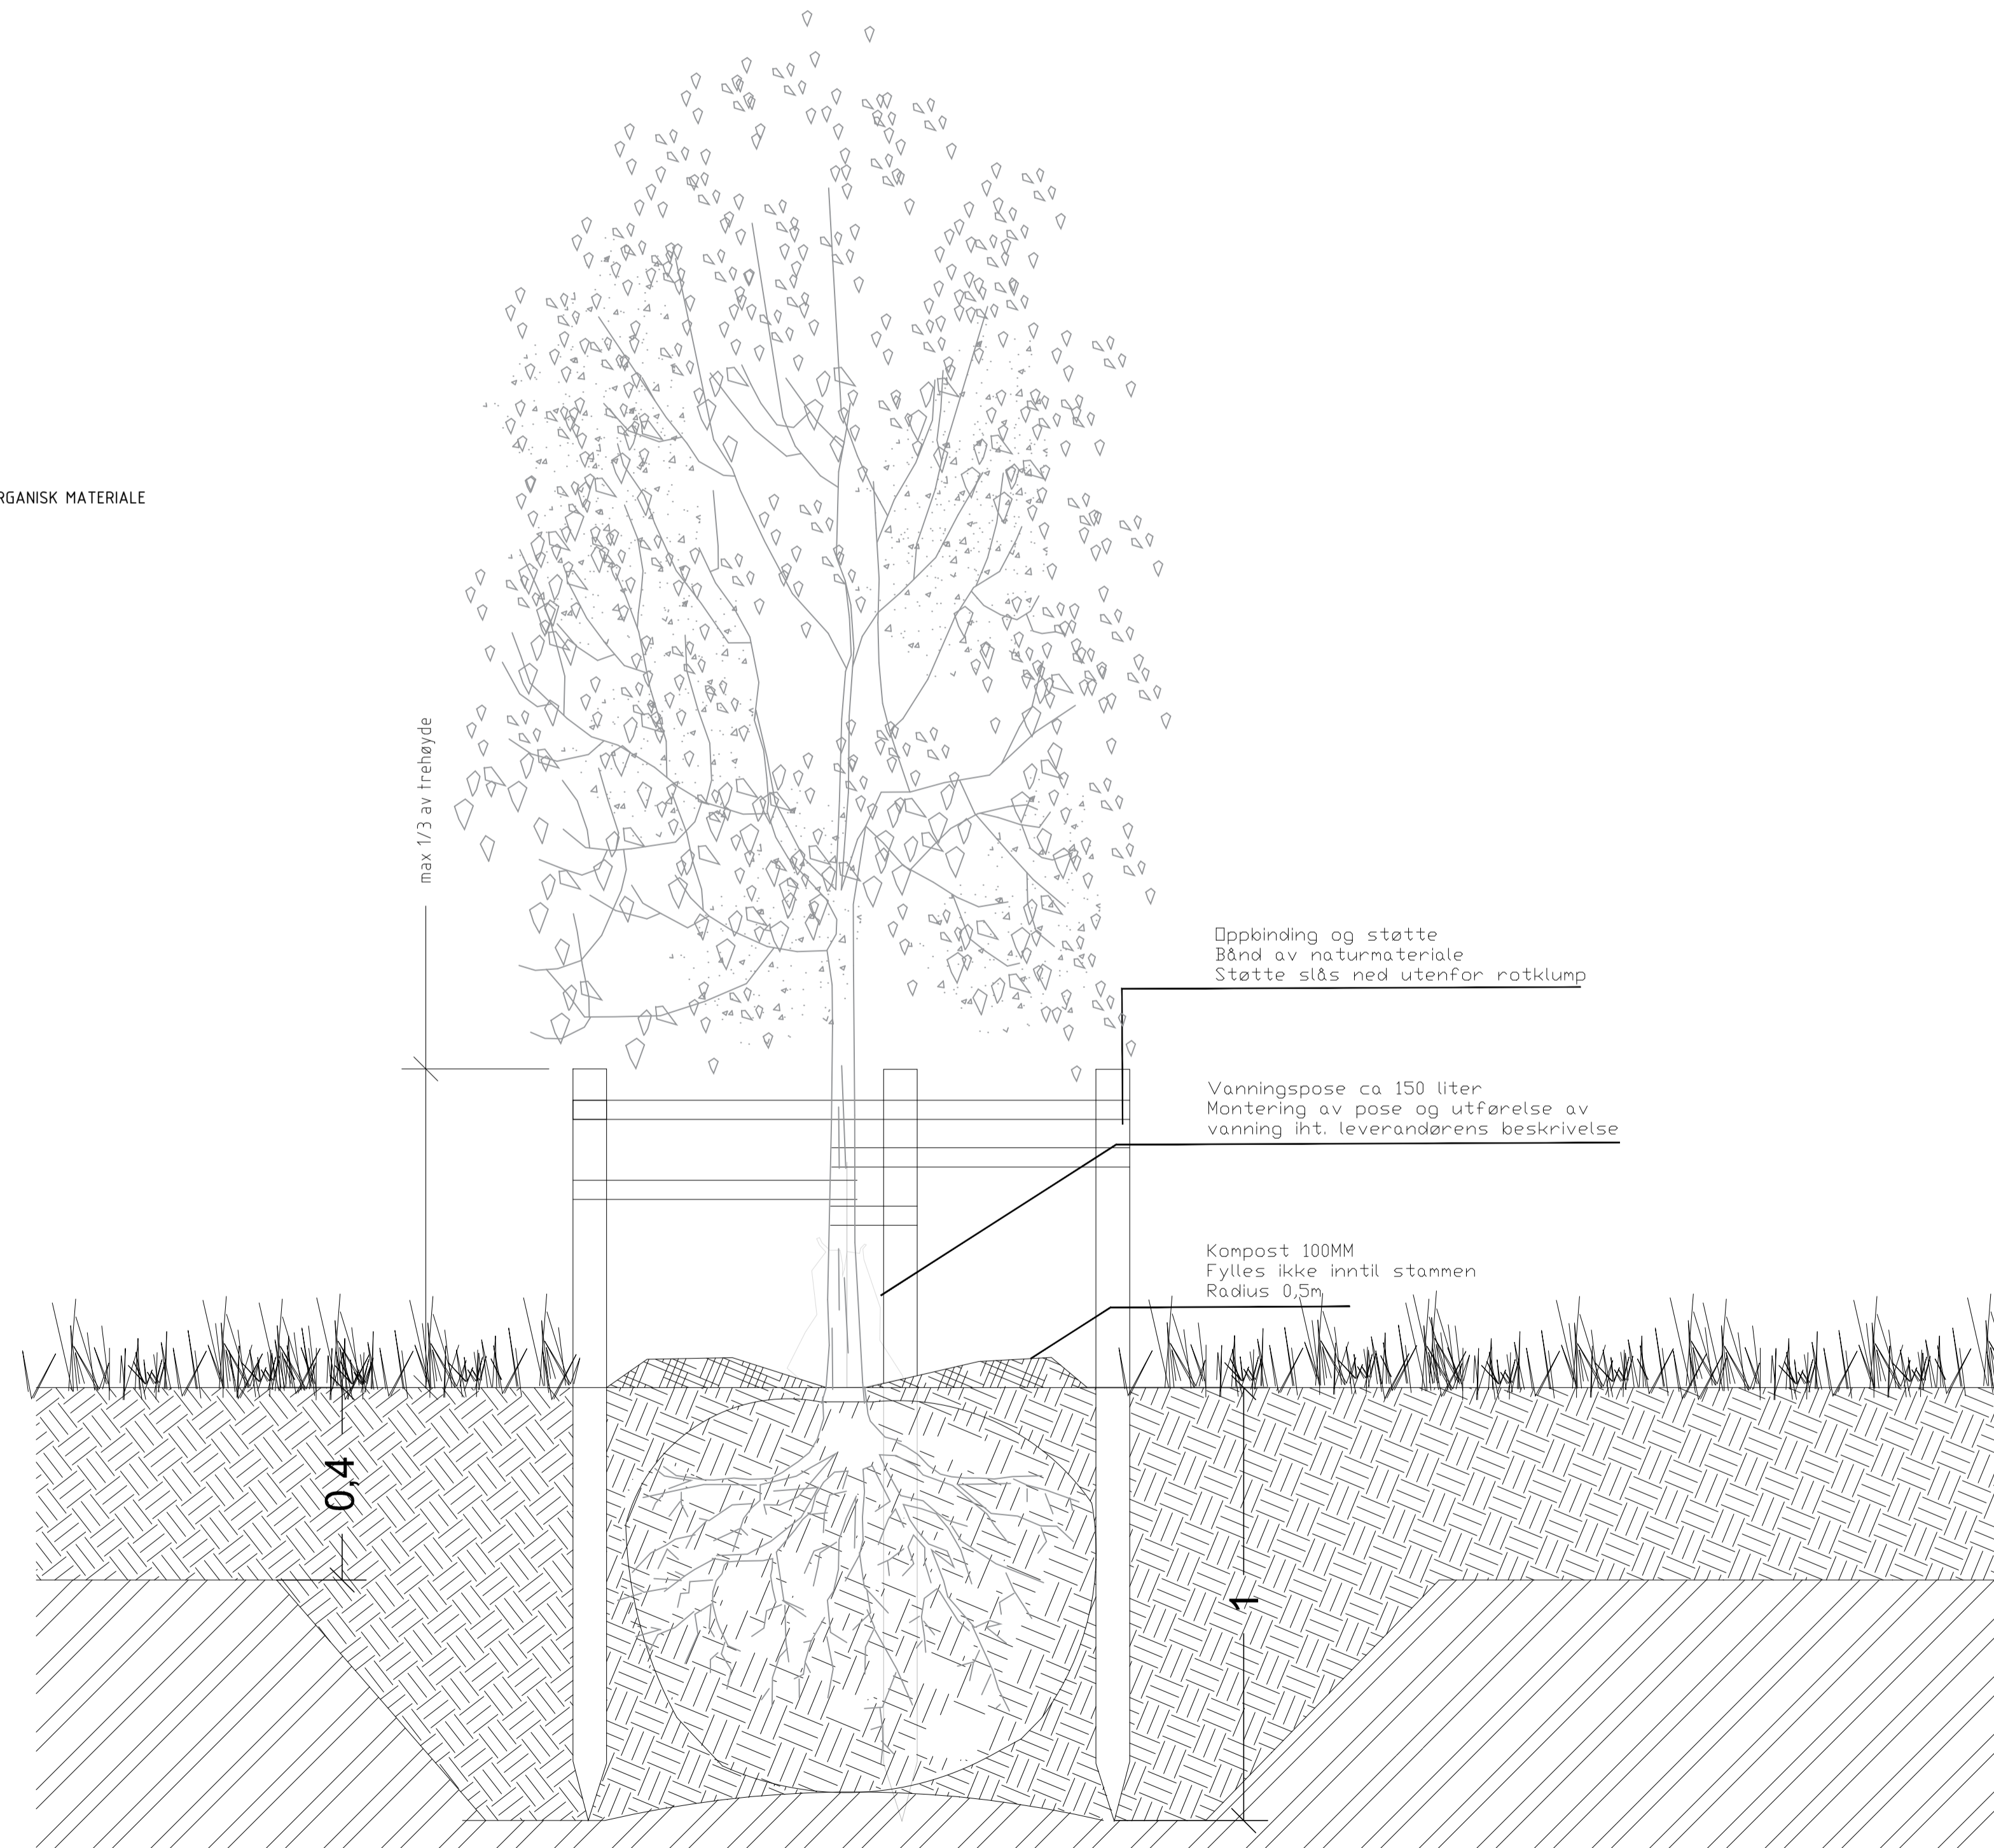 RGANISK MATERIALE
max 1/3 av trehøyde
Oppbinding og støtte
Bånd av naturmateriale
Støtte slås ned utenfor rotklump
Vanningspose ca 150 liter
Montering av pose og utførelse av
vanning iht. leverandørens beskrivelse
Kompost 100MM
Fylles ikke inntil stammen
Radius 0,5m
0,4
1